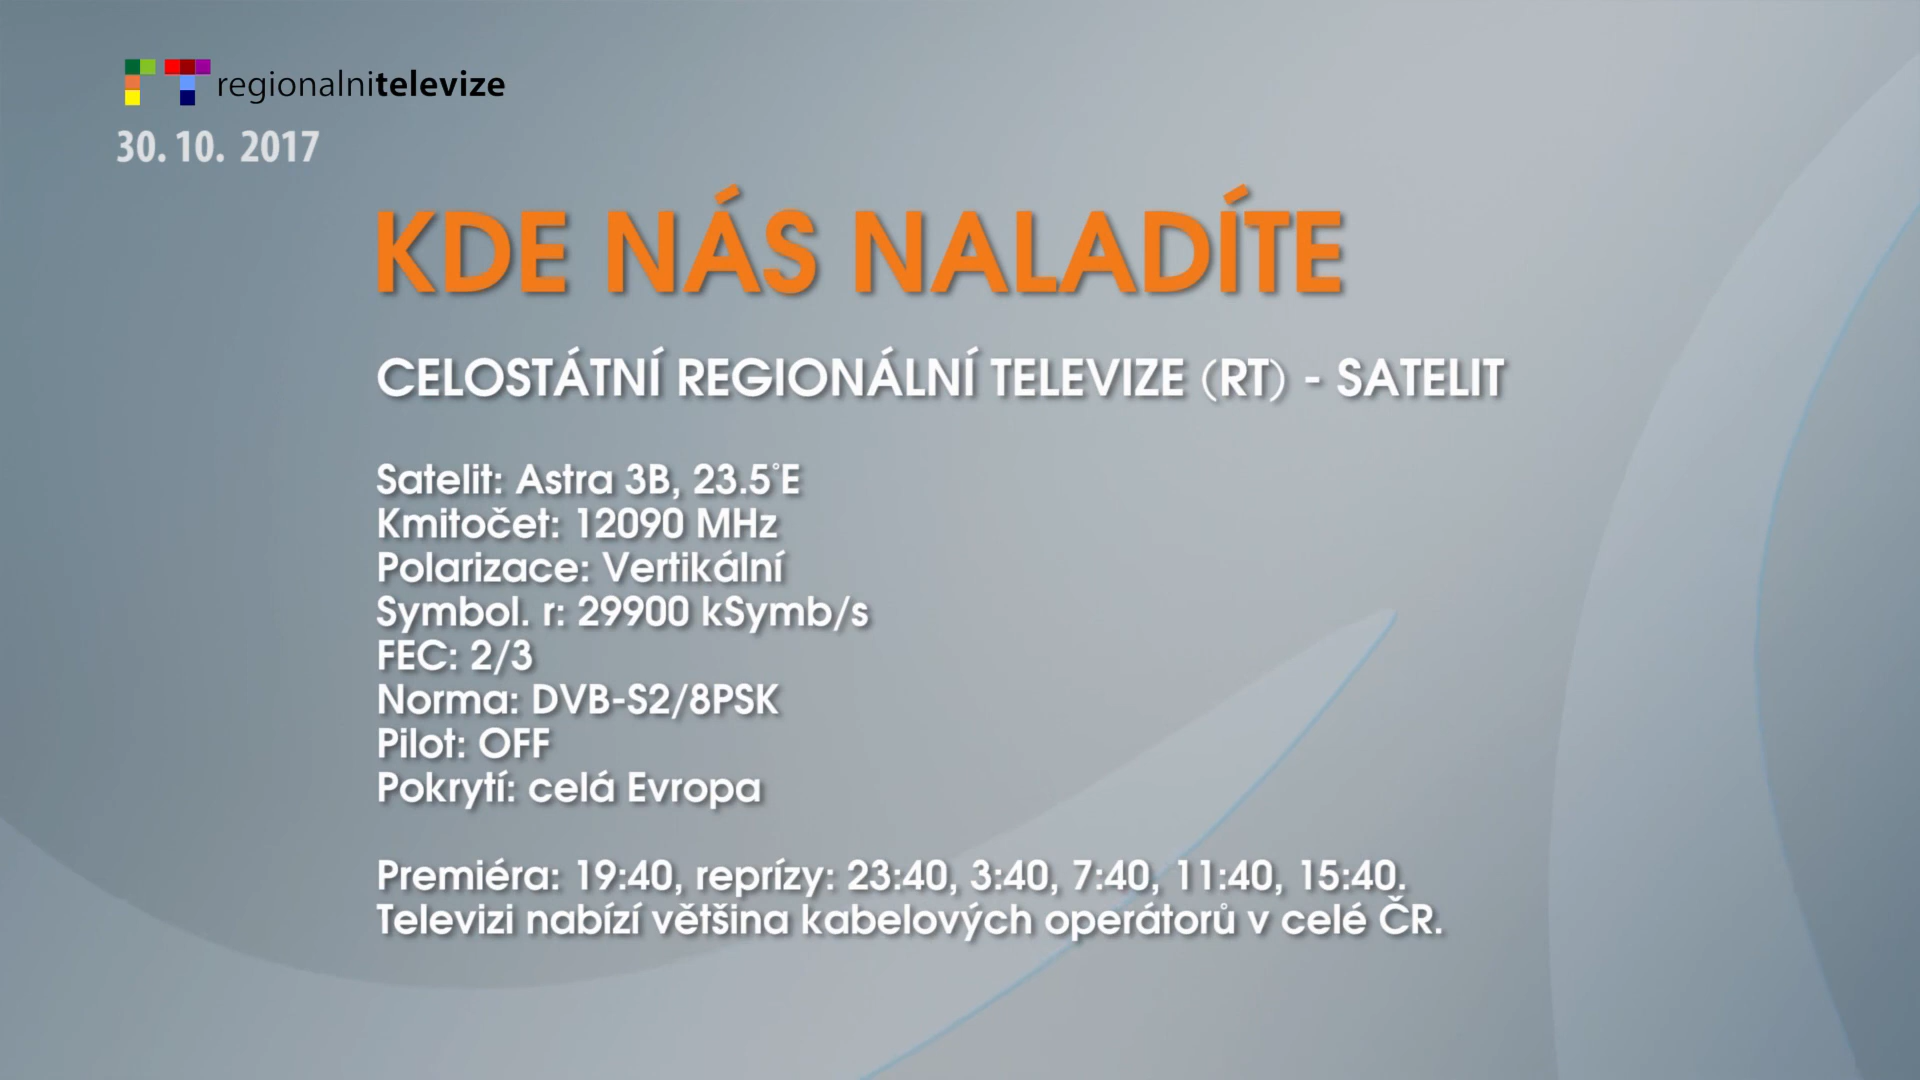 regionalnitelevize
30. 10. 2017
KDE NÁS NALADÍTE
CELOSTÁTNÍ REGIONÁLNÍ TELEVIZE (RT) - SATELIT
Satelit: Astra 3B, 23.5°E
Kmitočet: 12090 MHz
Polarizace: Vertikální
Symbol. r: 29900 kSymb/s
FEC: 2/3
Norma: DVB-S2/8PSK
Pilot: OFF
Pokrytí: celá Evropa
Premiéra: 19:40, reprízy: 23:40, 3:40, 7:40, 11:40, 15:40.
Televizi nabízí většina kabelových operátorů v celé ČR.